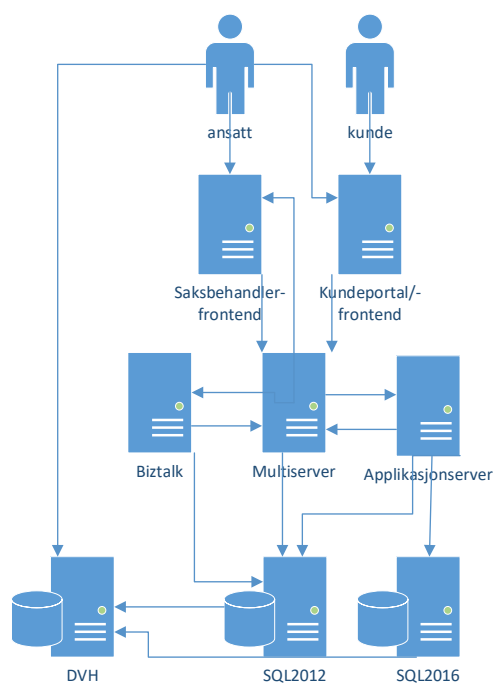 ansatt
kunde
Saksbehandler-
frontend
Kundeportal/-
frontend
Biztalk
Multiserver
Applikasjonserver
DVH
SQL2012
SQL2016